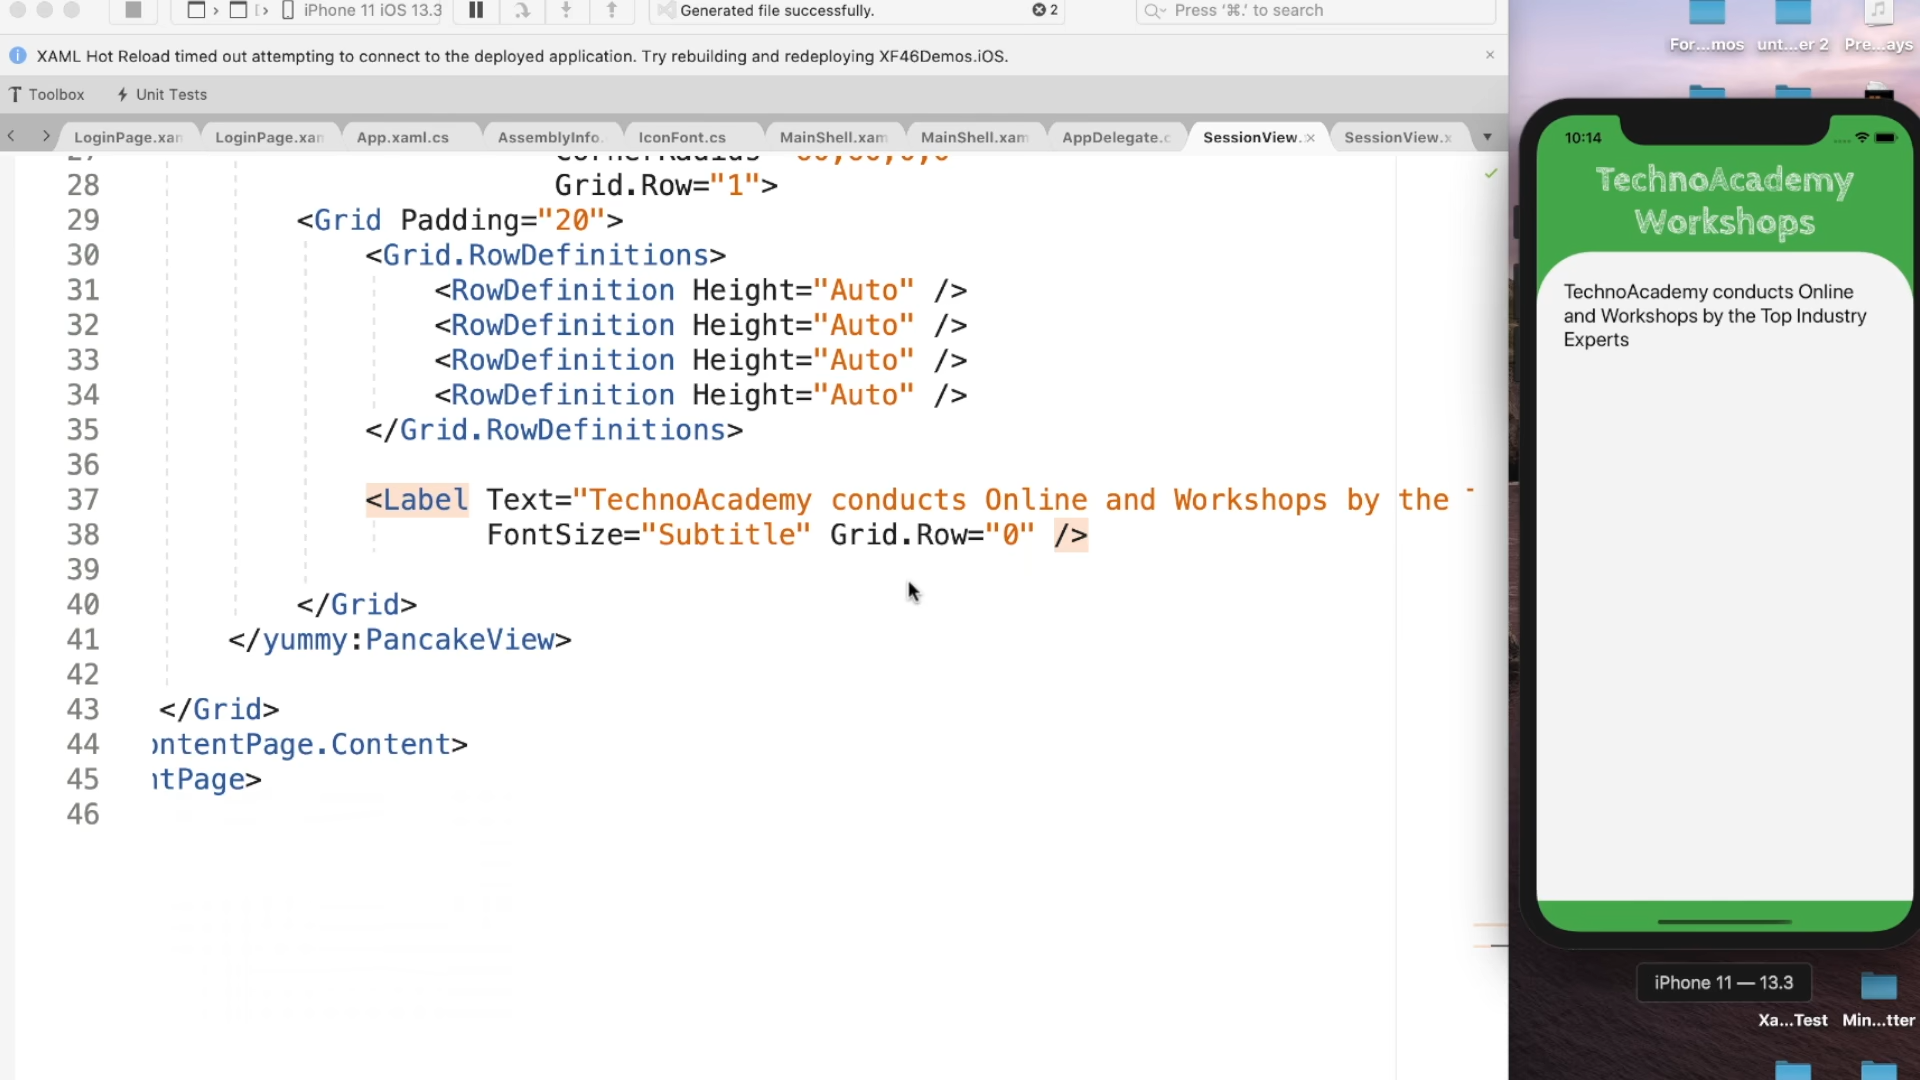 iPhone 11 iOS 13.3
Generated file successfully.
2
Press ‘⌘.’ to search
XAML Hot Reload timed out attempting to connect to the deployed application. Try rebuilding and redeploying XF46Demos.iOS.
Toolbox
Unit Tests
LoginPage.xan
LoginPage.xan
App.xaml.cs
AssemblyInfo.
IconFont.cs
MainShell.xam
MainShell.xam
AppDelegate.c
SessionView.
SessionView.x
28 Grid.Row="1">
29 <Grid Padding="20">
30 <Grid.RowDefinitions>
31 <RowDefinition Height="Auto" />
32 <RowDefinition Height="Auto" />
33 <RowDefinition Height="Auto" />
34 <RowDefinition Height="Auto" />
35 </Grid.RowDefinitions>
36
37 <Label Text="TechnoAcademy conducts Online and Workshops by the
38 FontSize="Subtitle" Grid.Row="0" />
39
40 </Grid>
41 </yummy:PancakeView>
42
43 </Grid>
44 ontentPage.Content>
45 ntPage>
46
For...mos
unt...er 2
Pre...ays
10:14
TechnoAcademy
Workshops
TechnoAcademy conducts Online
and Workshops by the Top Industry
Experts
iPhone 11 — 13.3
Xa...Test
Min...tter